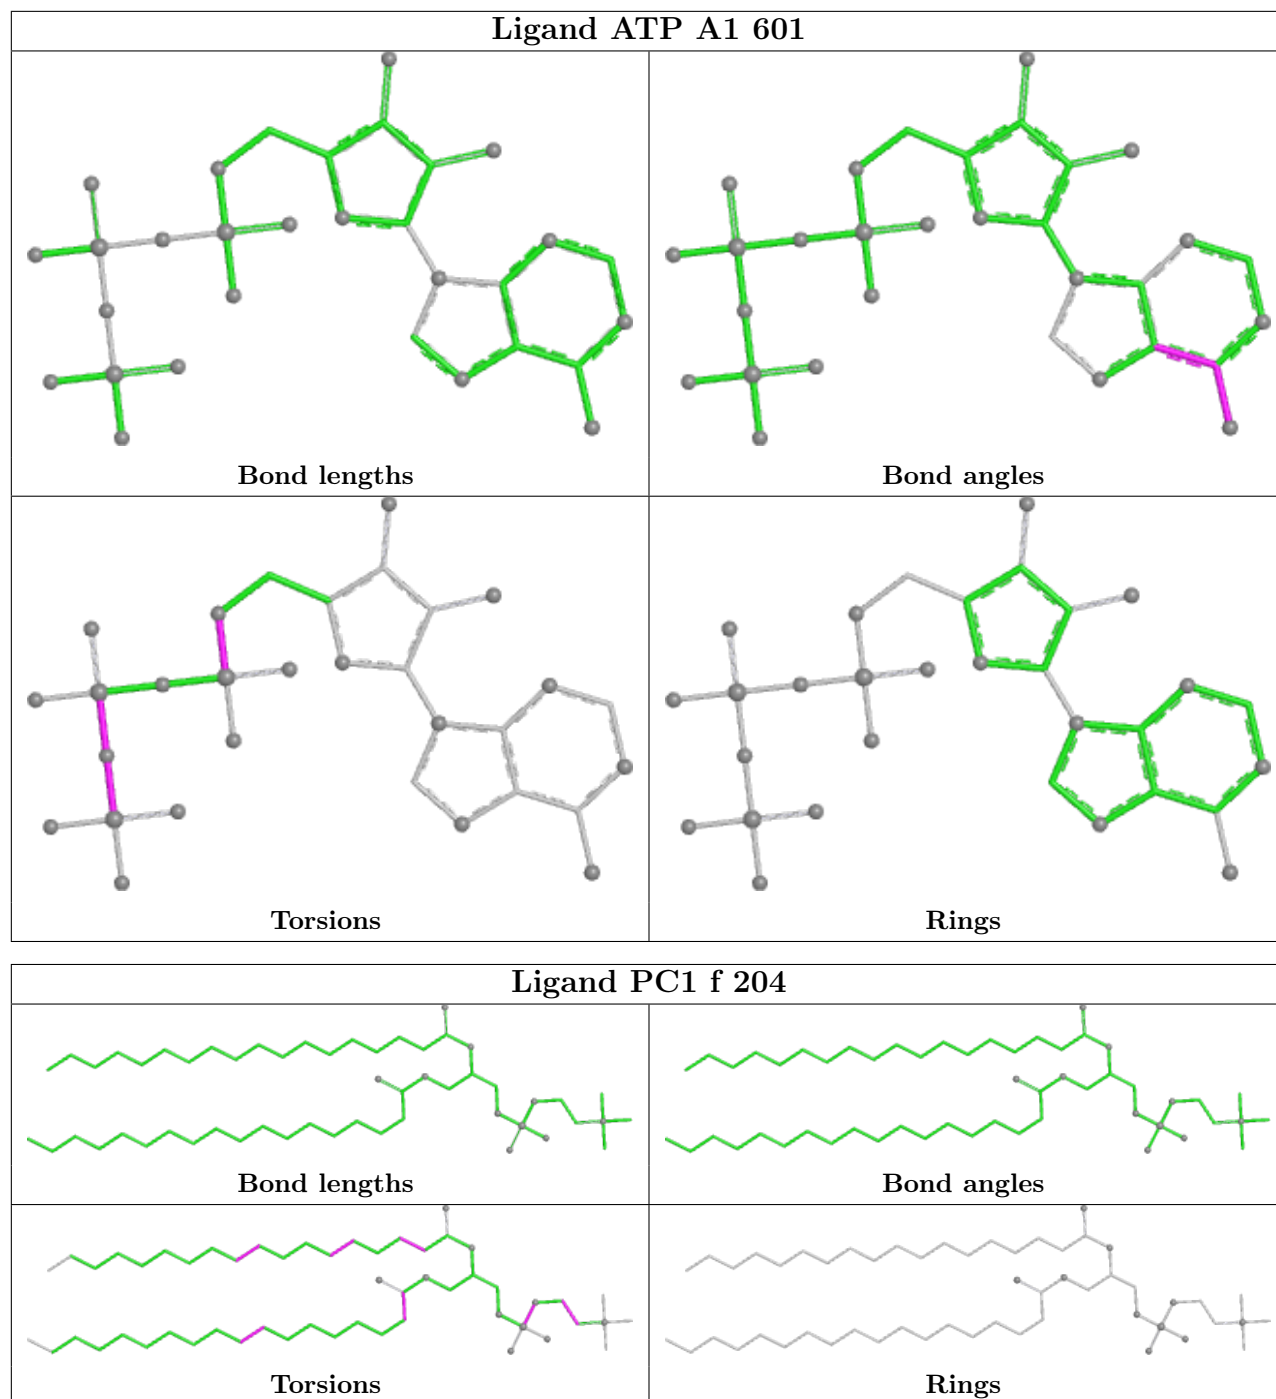 Ligand ATP A1 601
Bond lengths
Bond angles
Torsions
Rings
Ligand PC1 f 204
Bond lengths
Bond angles
Torsions
Rings